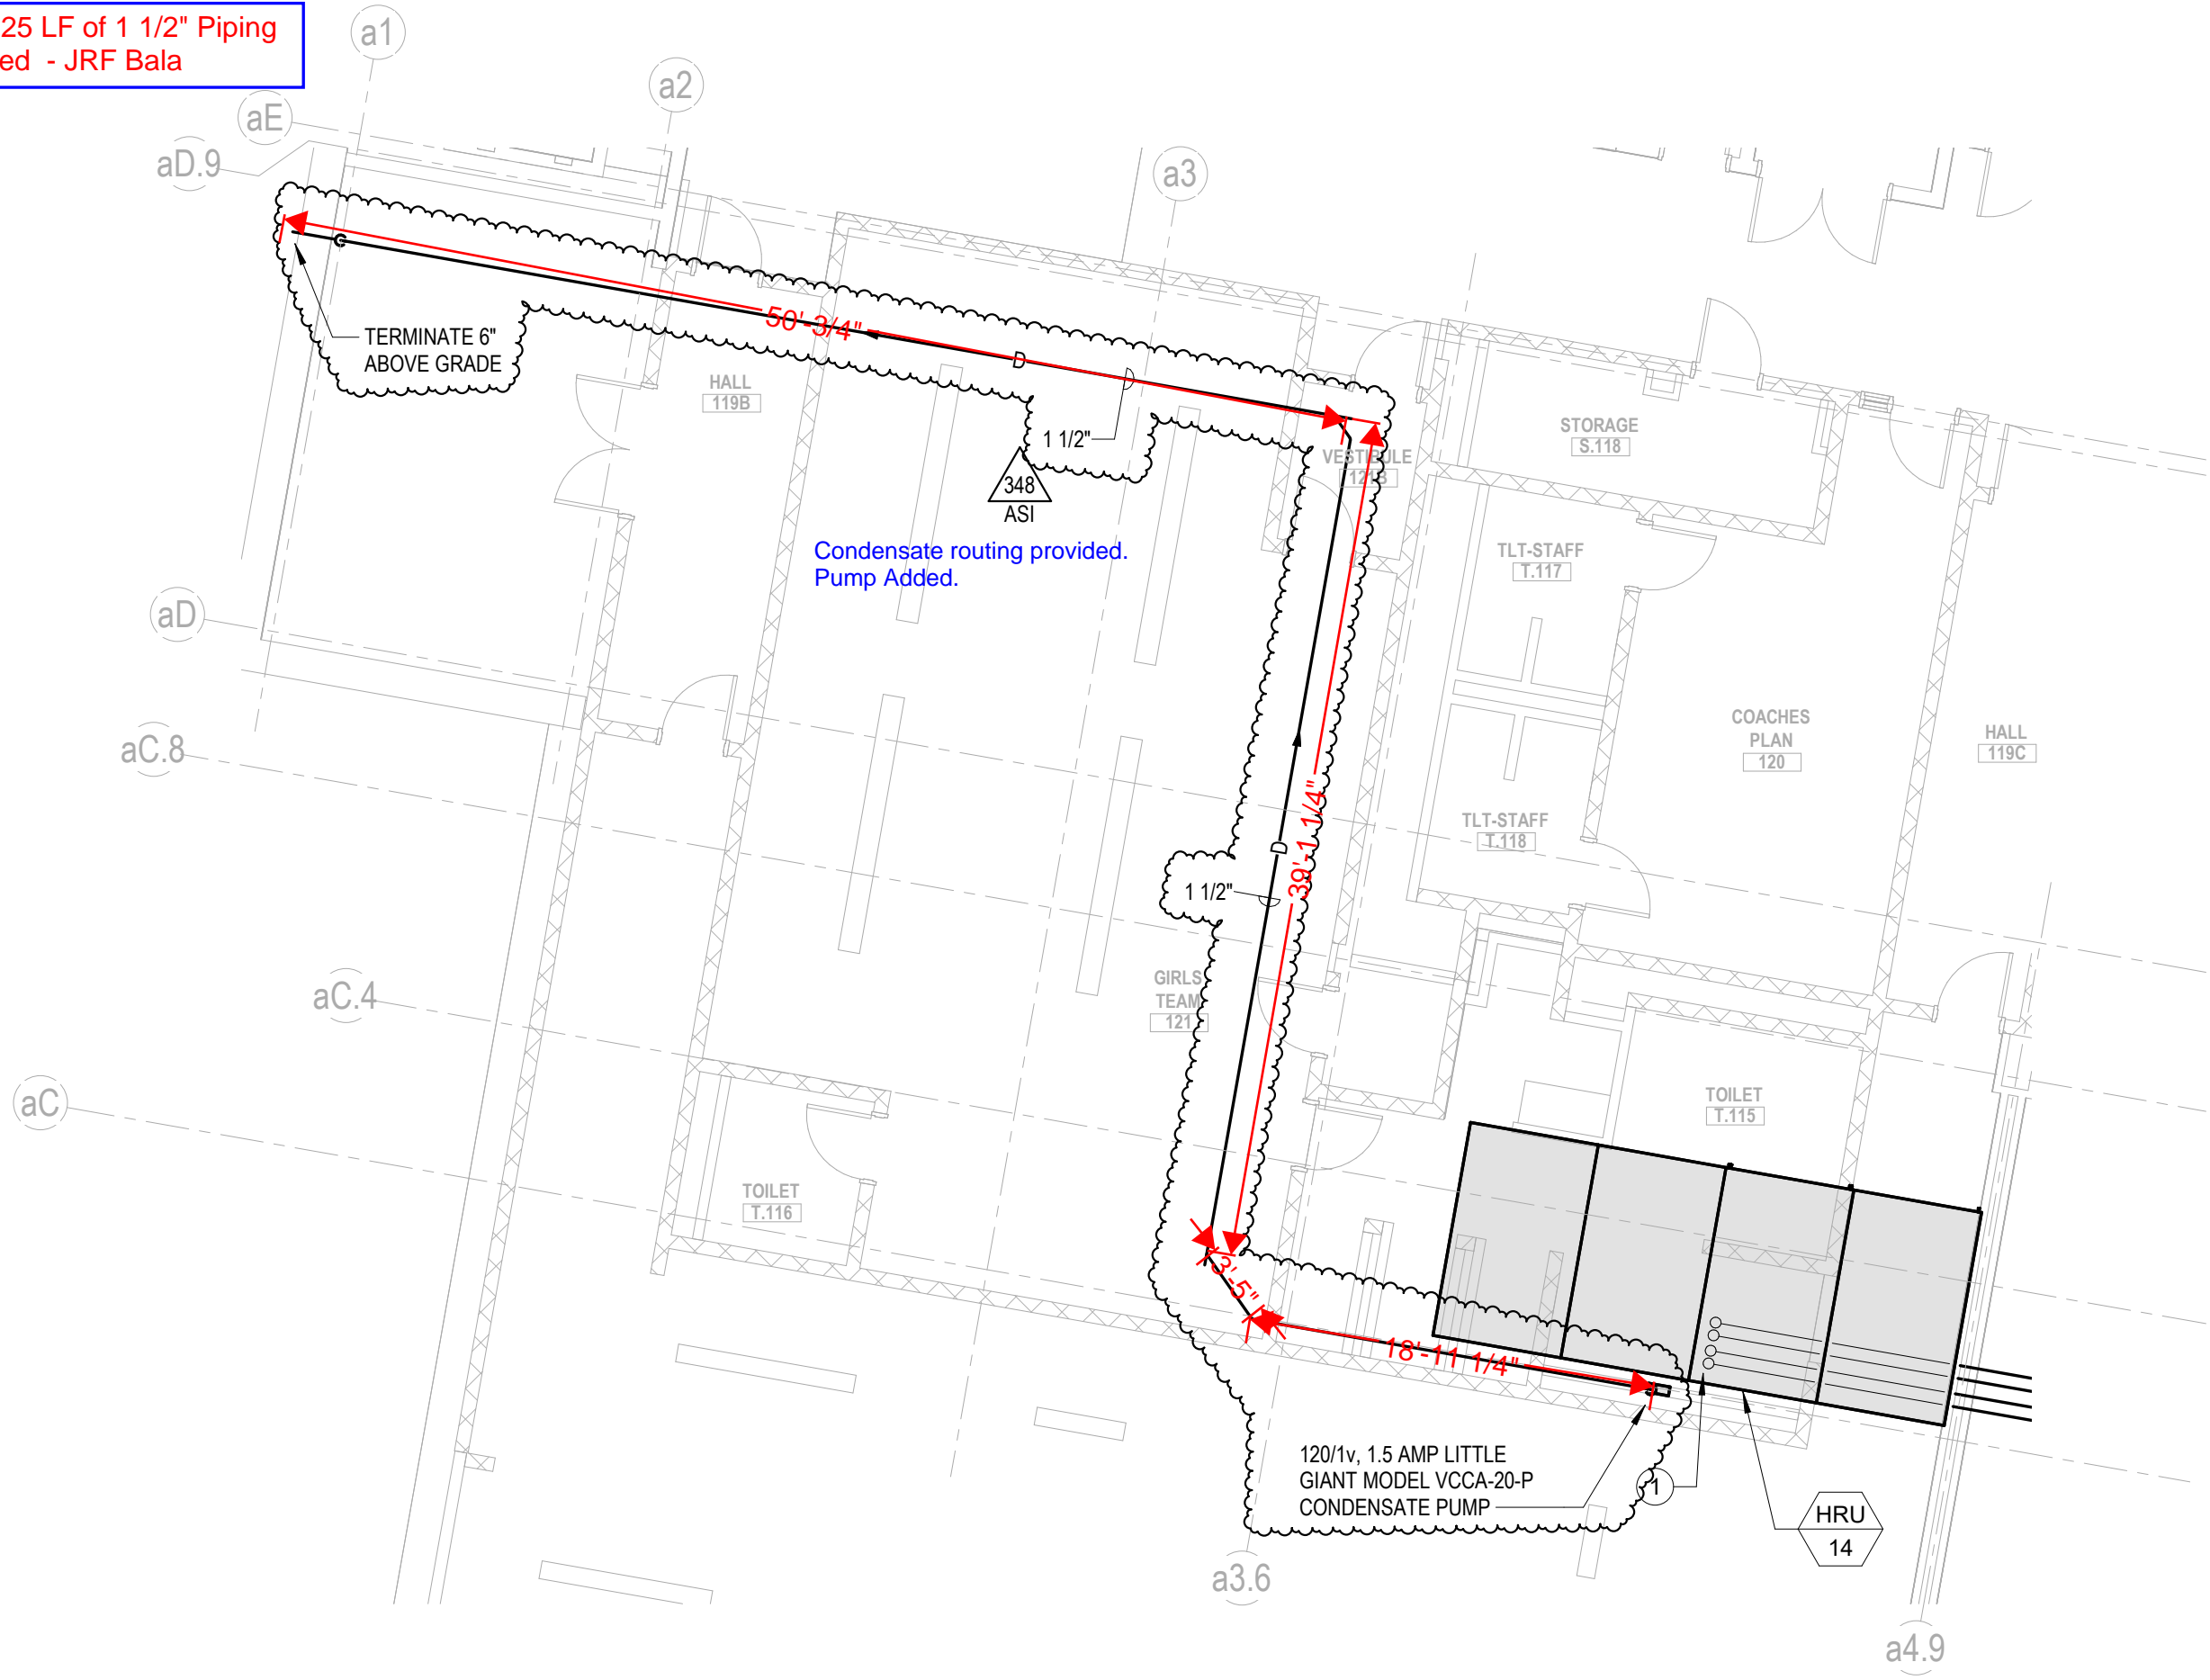 25 LF of 1 1/2" Piping
ed - JRF Bala
a1
a2
aE
aD.9
a3
TERMINATE 6"
ABOVE GRADE
50'-3/4"
D
HALL
119B
1 1/2"
348
ASI
VESTIBULE
121B
STORAGE
S.118
Condensate routing provided.
Pump Added.
TLT-STAFF
T.117
aD
aC.8
COACHES
PLAN
120
HALL
119C
TLT-STAFF
T.118
D
39'-1 1/4"
1 1/2"
aC.4
GIRLS
TEAM
121
aC
TOILET
T.115
TOILET
T.116
3'-5"
18'-11 1/4"
120/1v, 1.5 AMP LITTLE
GIANT MODEL VCCA-20-P
CONDENSATE PUMP
1
HRU
14
a3.6
a4.9